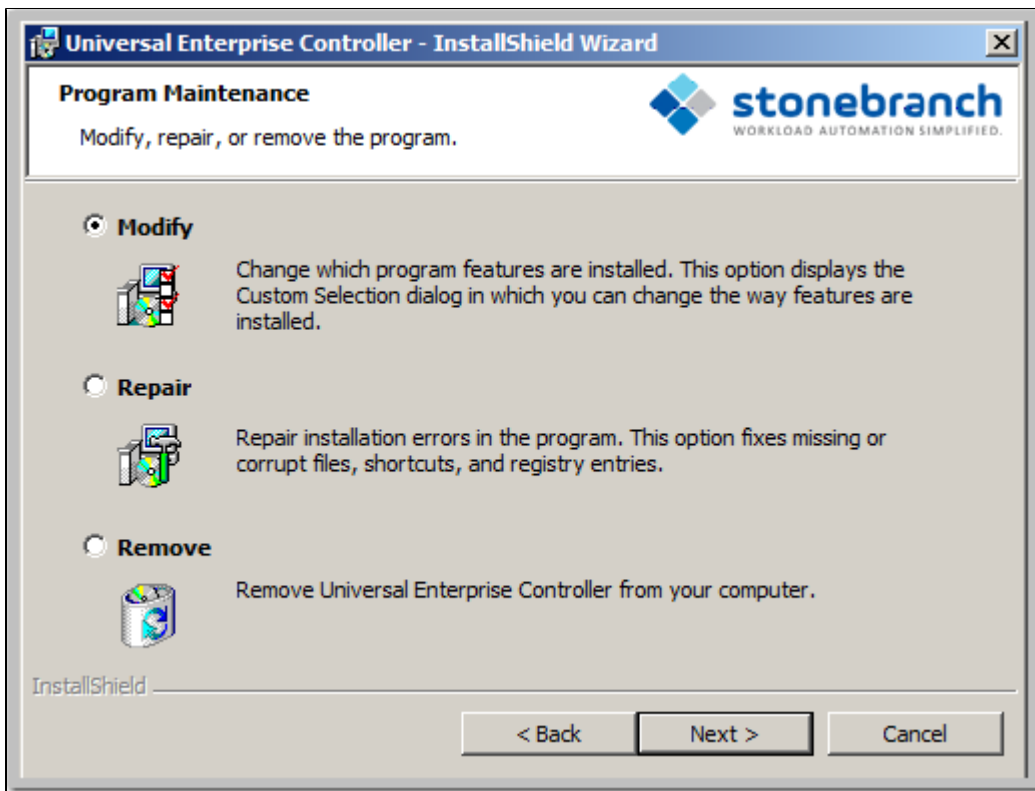 Universal Enterprise Controller - InstallShield Wizard
Program Maintenance
Modify, repair, or remove the program.
stonebranch
WORKLOAD AUTOMATION SIMPLIFIED.
Modify
Change which program features are installed. This option displays the
Custom Selection dialog in which you can change the way features are
installed.
Repair
Repair installation errors in the program. This option fixes missing or
corrupt files, shortcuts, and registry entries.
Remove
Remove Universal Enterprise Controller from your computer.
InstallShield
< Back
Next >
Cancel